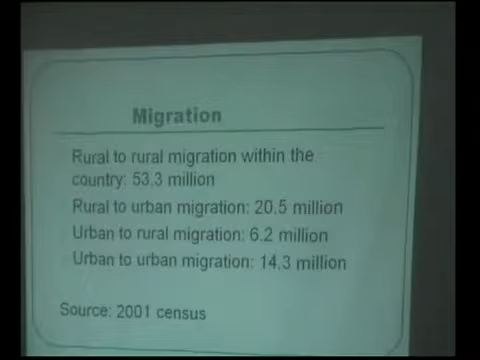 Migration
Rural to rural migration within the
country: 53.3 million
Rural to urban migration: 20.5 million
Urban to rural migration: 6.2 million
Urban to urban migration: 14.3 million
Source: 2001 census